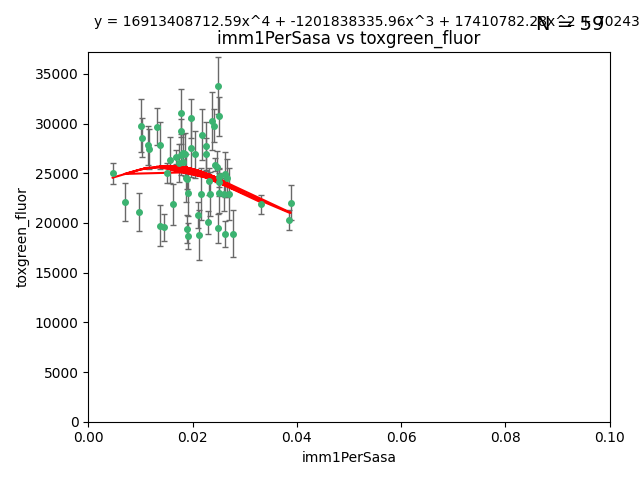 y = 16913408712.59x^4 + -1201838335.96x^3 + 17410782.28x^2 +
N = 59
imm1PerSasa vs toxgreen_fluor
35000
30000
25000
20000
15000
10000
5000
0
toxgreen_fluor
0.00 0.02 0.04 0.06 0.08 0.10
imm1PerSasa